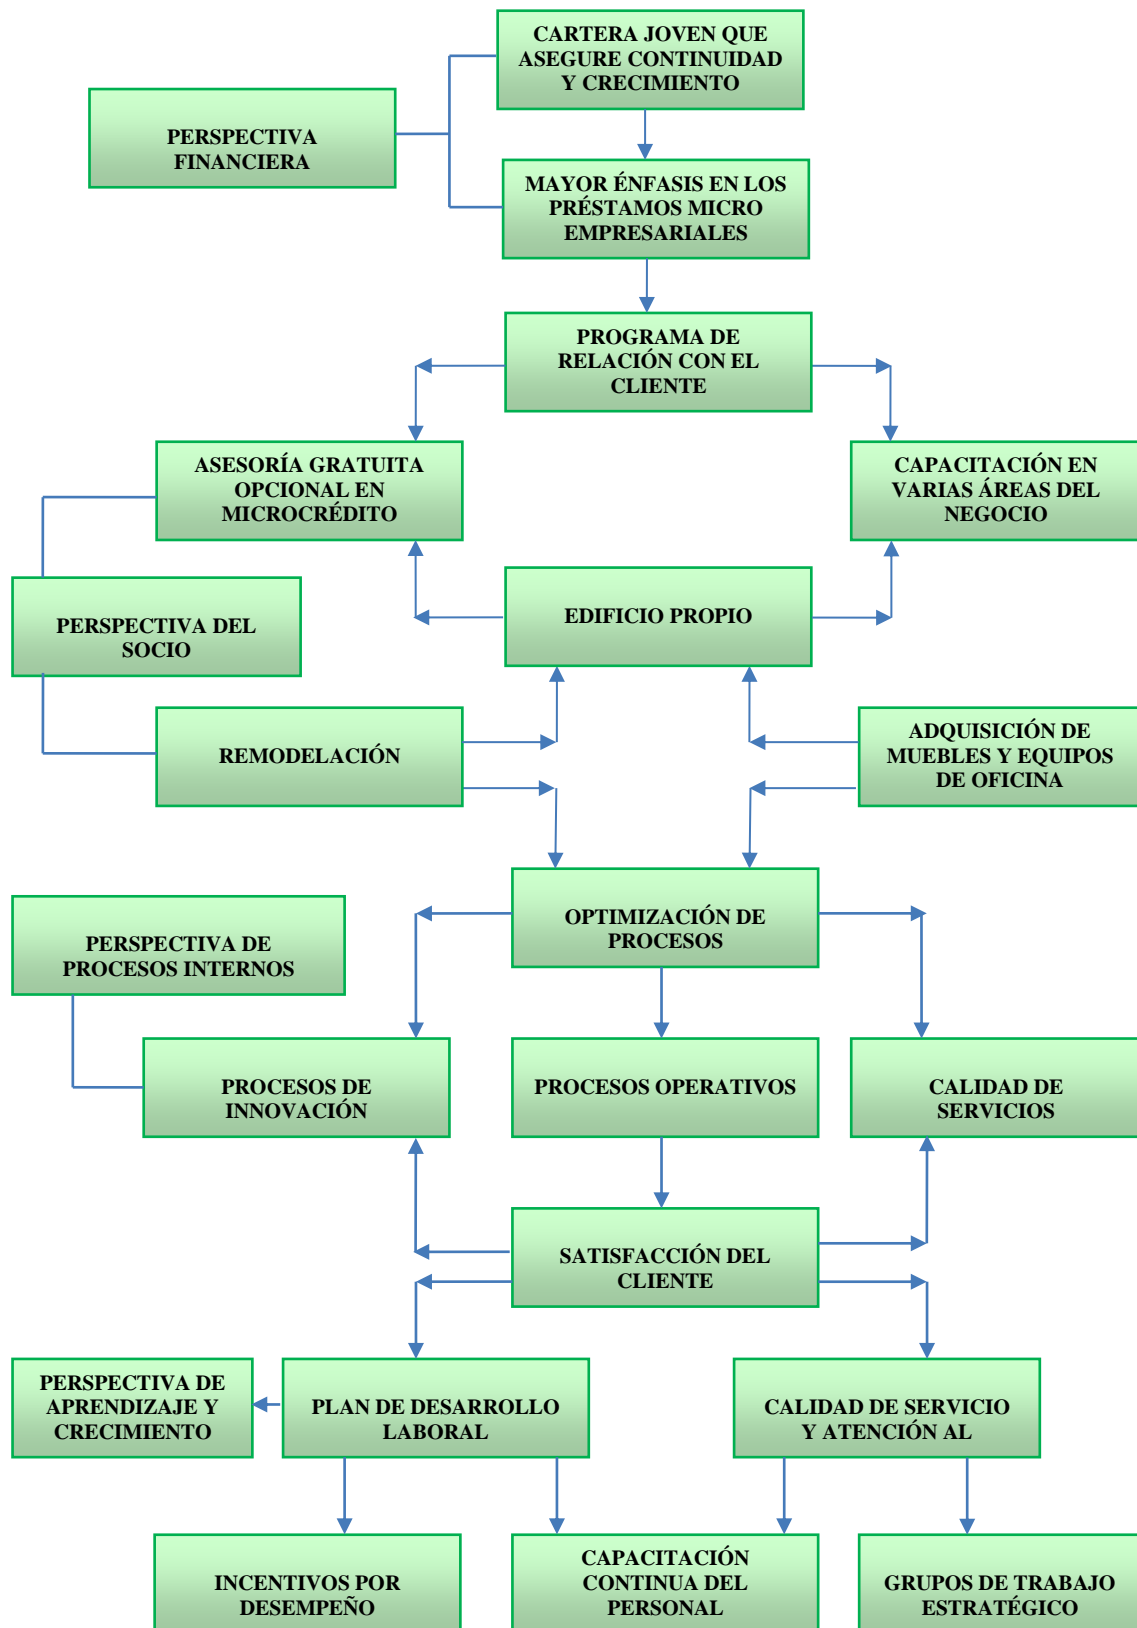 CARTERA JOVEN QUE
ASEGURE CONTINUIDAD
Y CRECIMIENTO
PERSPECTIVA
FINANCIERA
MAYOR ÉNFASIS EN LOS
PRÉSTAMOS MICRO
EMPRESARIALES
PROGRAMA DE
RELACIÓN CON EL
CLIENTE
ASESORÍA GRATUITA
OPCIONAL EN
MICROCRÉDITO
CAPACITACIÓN EN
VARIAS ÁREAS DEL
NEGOCIO
EDIFICIO PROPIO
PERSPECTIVA DEL
SOCIO
REMODELACIÓN
ADQUISICIÓN DE
MUEBLES Y EQUIPOS
DE OFICINA
OPTIMIZACIÓN DE
PROCESOS
PERSPECTIVA DE
PROCESOS INTERNOS
PROCESOS DE
INNOVACIÓN
PROCESOS OPERATIVOS
CALIDAD DE
SERVICIOS
SATISFACCIÓN DEL
CLIENTE
PERSPECTIVA DE
APRENDIZAJE Y
CRECIMIENTO
PLAN DE DESARROLLO
LABORAL
CALIDAD DE SERVICIO
Y ATENCIÓN AL
INCENTIVOS POR
DESEMPEÑO
CAPACITACIÓN
CONTINUA DEL
PERSONAL
GRUPOS DE TRABAJO
ESTRATÉGICO